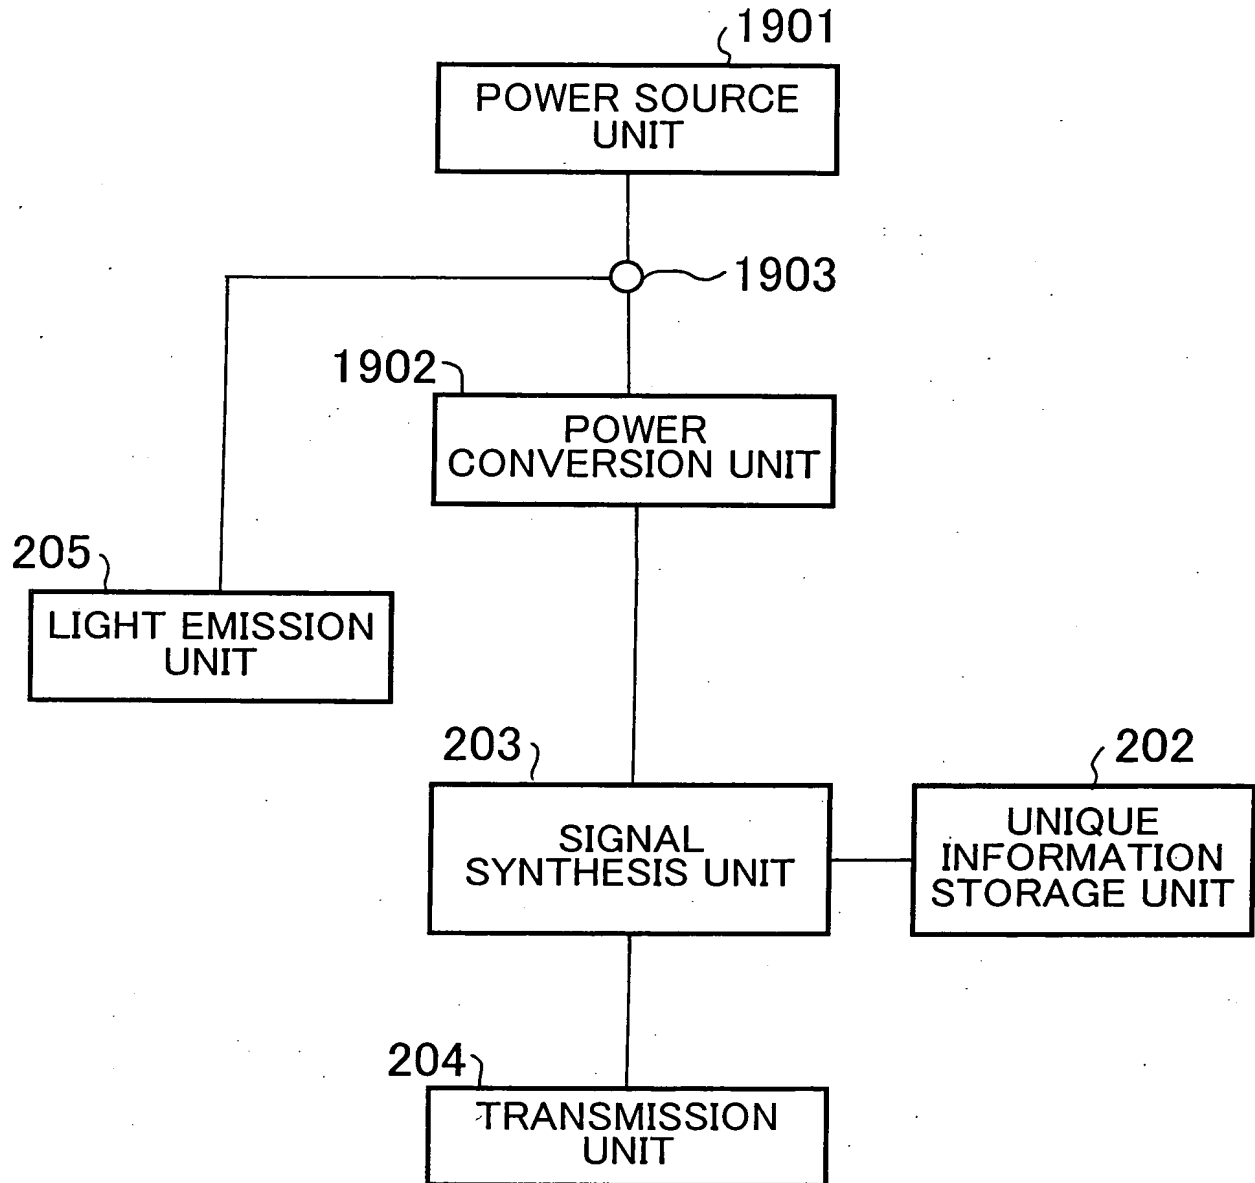 1901
POWER SOURCE
UNIT
1903
1902
POWER
CONVERSION UNIT
205
LIGHT EMISSION
UNIT
203
202
SIGNAL
SYNTHESIS UNIT
UNIQUE
INFORMATION
STORAGE UNIT
204
TRANSMISSION
UNIT